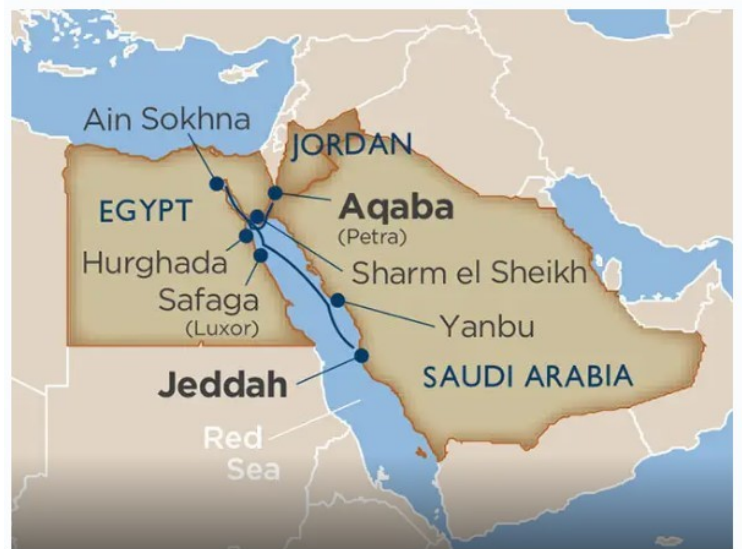 Ain Sokhna
JORDAN
EGYPT
Aqaba
(Petra)
Hurghada
Sharm el Sheikh
Safaga
(Luxor)
Yanbu
Jeddah
SAUDI ARABIA
Red
Sea